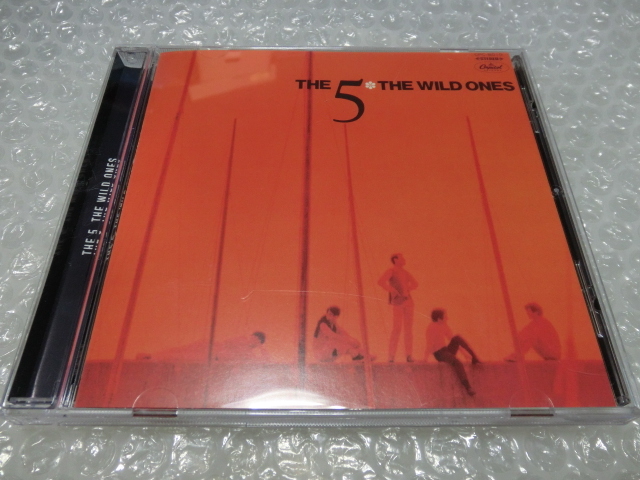 THE 5*THE WILD ONES
Capitol
THE 5 THE WILD ONES